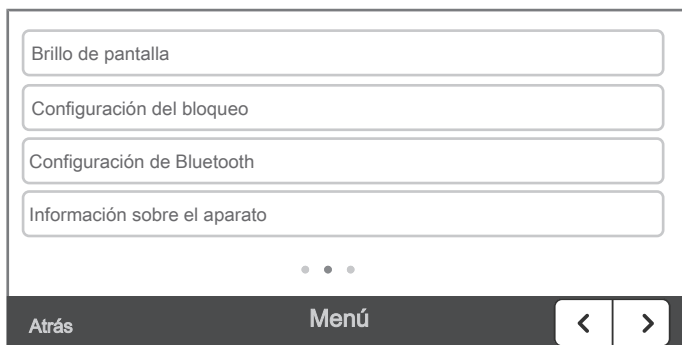 Brillo de pantalla
Configuración del bloqueo
Configuración de Bluetooth
Información sobre el aparato
Atrás
Menú